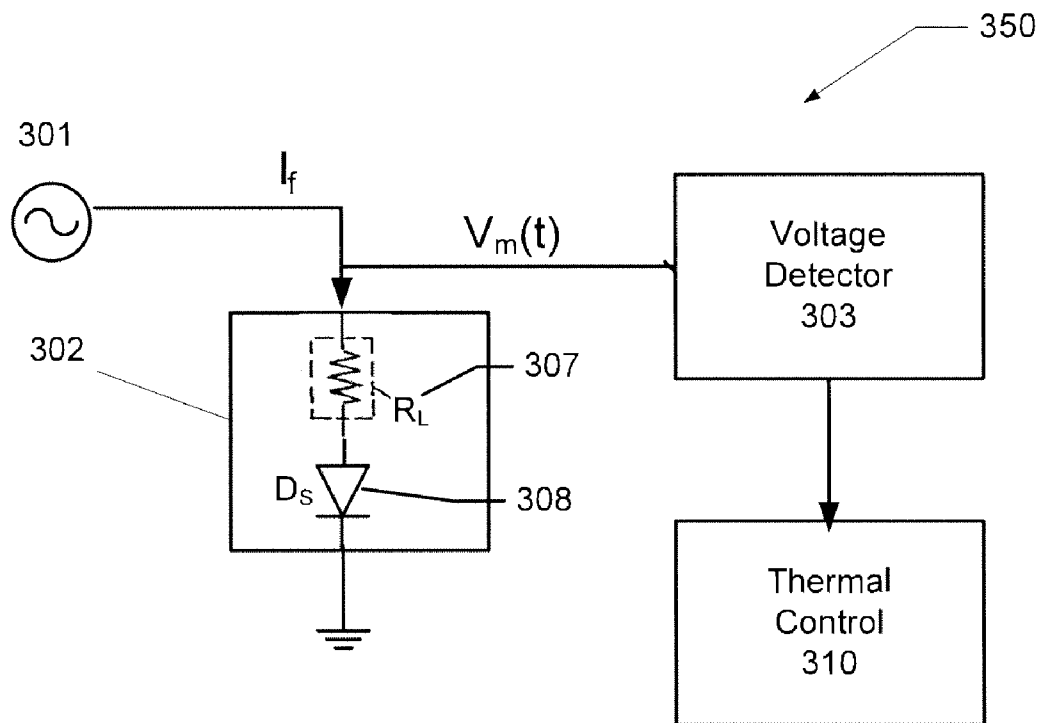 350
301
I_f
V_m(t)
Voltage
Detector
303
302
307
R_L
D_S
308
Thermal
Control
310